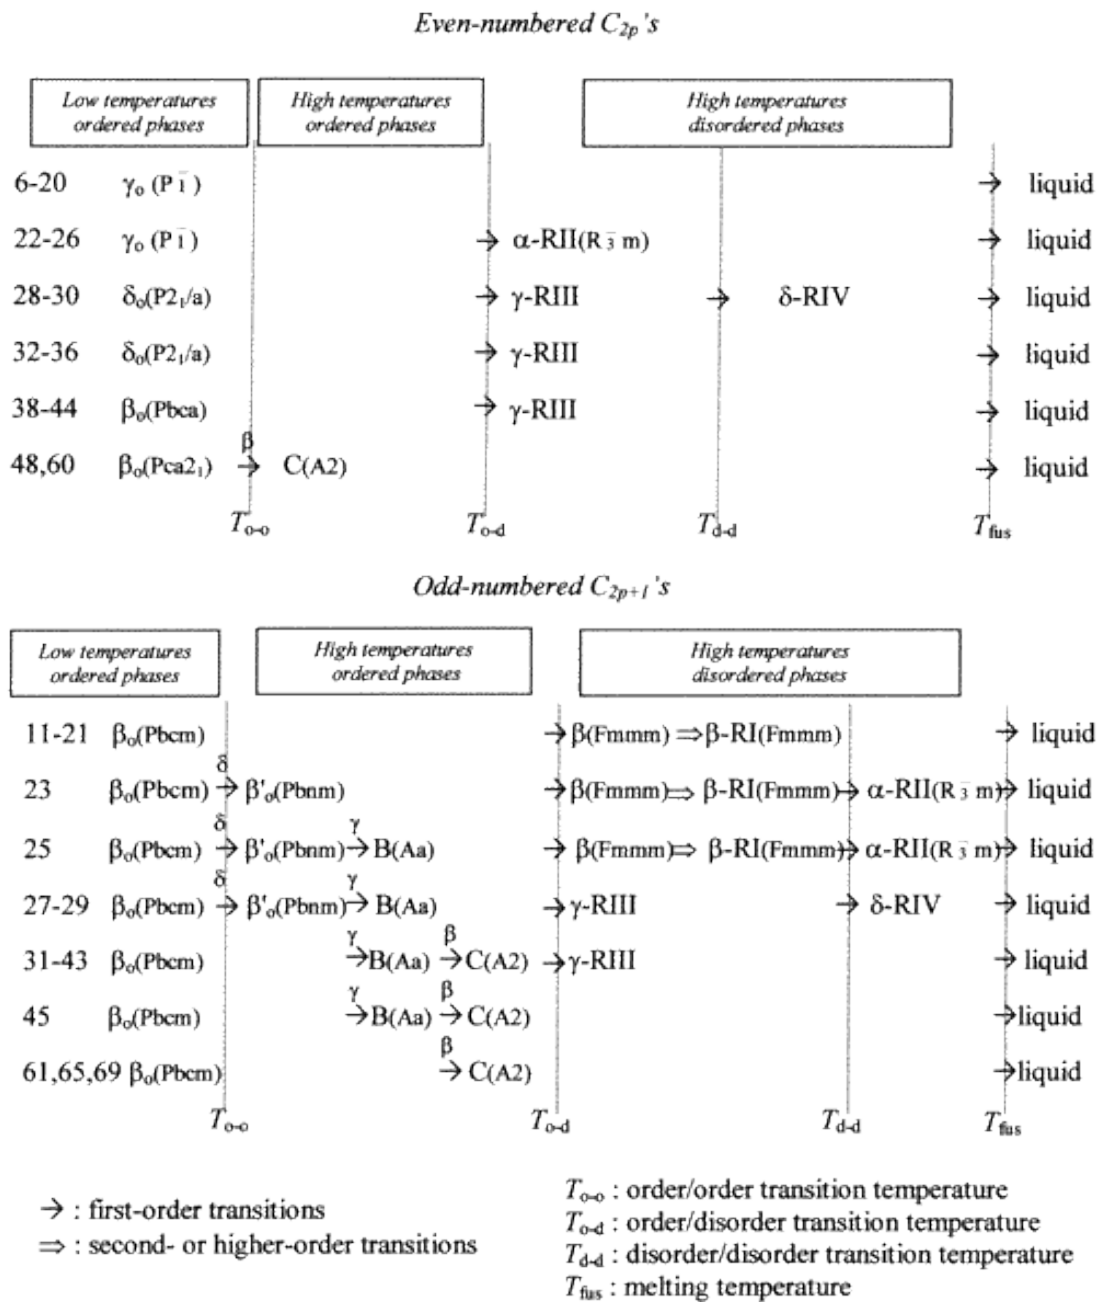 Even-numbered C2p's
Low temperatures ordered phases
High temperatures ordered phases
High temperatures disordered phases
6-20 γo (P1̄) → liquid
22-26 γo (P1̄) → α-RII(R3̄m) → liquid
28-30 δo(P21/a) → γ-RIII → δ-RIV → liquid
32-36 δo(P21/a) → γ-RIII → liquid
38-44 βo(Pbca) → γ-RIII → liquid
β
48,60 βo(Pca21) → C(A2) → liquid
To-o To-d Td-d Tfus
Odd-numbered C2p+1's
Low temperatures ordered phases
High temperatures ordered phases
High temperatures disordered phases
11-21 βo(Pbcm) → β(Fmmm) ⇒ β-RI(Fmmm) → liquid
δ
23 βo(Pbcm) → β'o(Pbnm) → β(Fmmm) ⇒ β-RI(Fmmm) → α-RII(R3̄m) → liquid
δ γ
25 βo(Pbcm) → β'o(Pbnm) → B(Aa) → β(Fmmm) ⇒ β-RI(Fmmm) → α-RII(R3̄m) → liquid
δ γ
27-29 βo(Pbcm) → β'o(Pbnm) → B(Aa) → γ-RIII → δ-RIV → liquid
γ β
31-43 βo(Pbcm) → B(Aa) → C(A2) → γ-RIII → liquid
γ β
45 βo(Pbcm) → B(Aa) → C(A2) → liquid
β
61,65,69 βo(Pbcm) → C(A2) → liquid
To-o To-d Td-d Tfus
→ : first-order transitions
⇒ : second- or higher-order transitions
To-o : order/order transition temperature
To-d : order/disorder transition temperature
Td-d : disorder/disorder transition temperature
Tfus : melting temperature